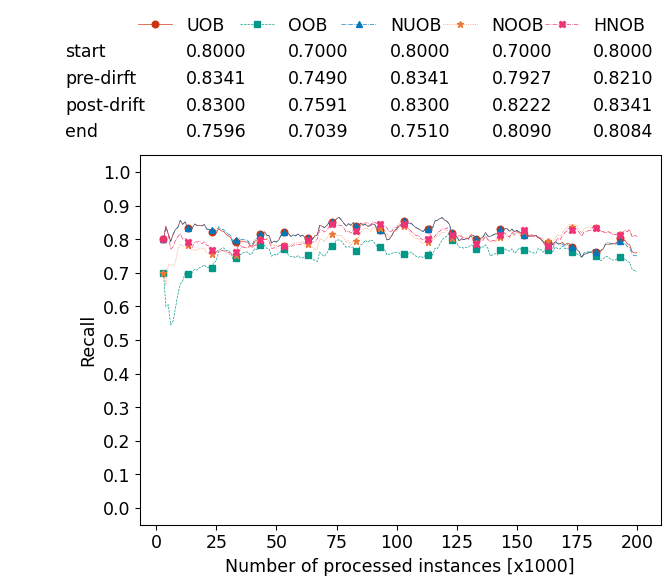 UOB OOB NUOB NOOB HNOB
start 0.8000 0.7000 0.8000 0.7000 0.8000
pre-dirft 0.8341 0.7490 0.8341 0.7927 0.8210
post-drift 0.8300 0.7591 0.8300 0.8222 0.8341
end 0.7596 0.7039 0.7510 0.8090 0.8084
1.0
0.9
0.8
0.7
0.6
0.5
0.4
0.3
0.2
0.1
0.0
Recall
0 25 50 75 100 125 150 175 200
Number of processed instances [x1000]